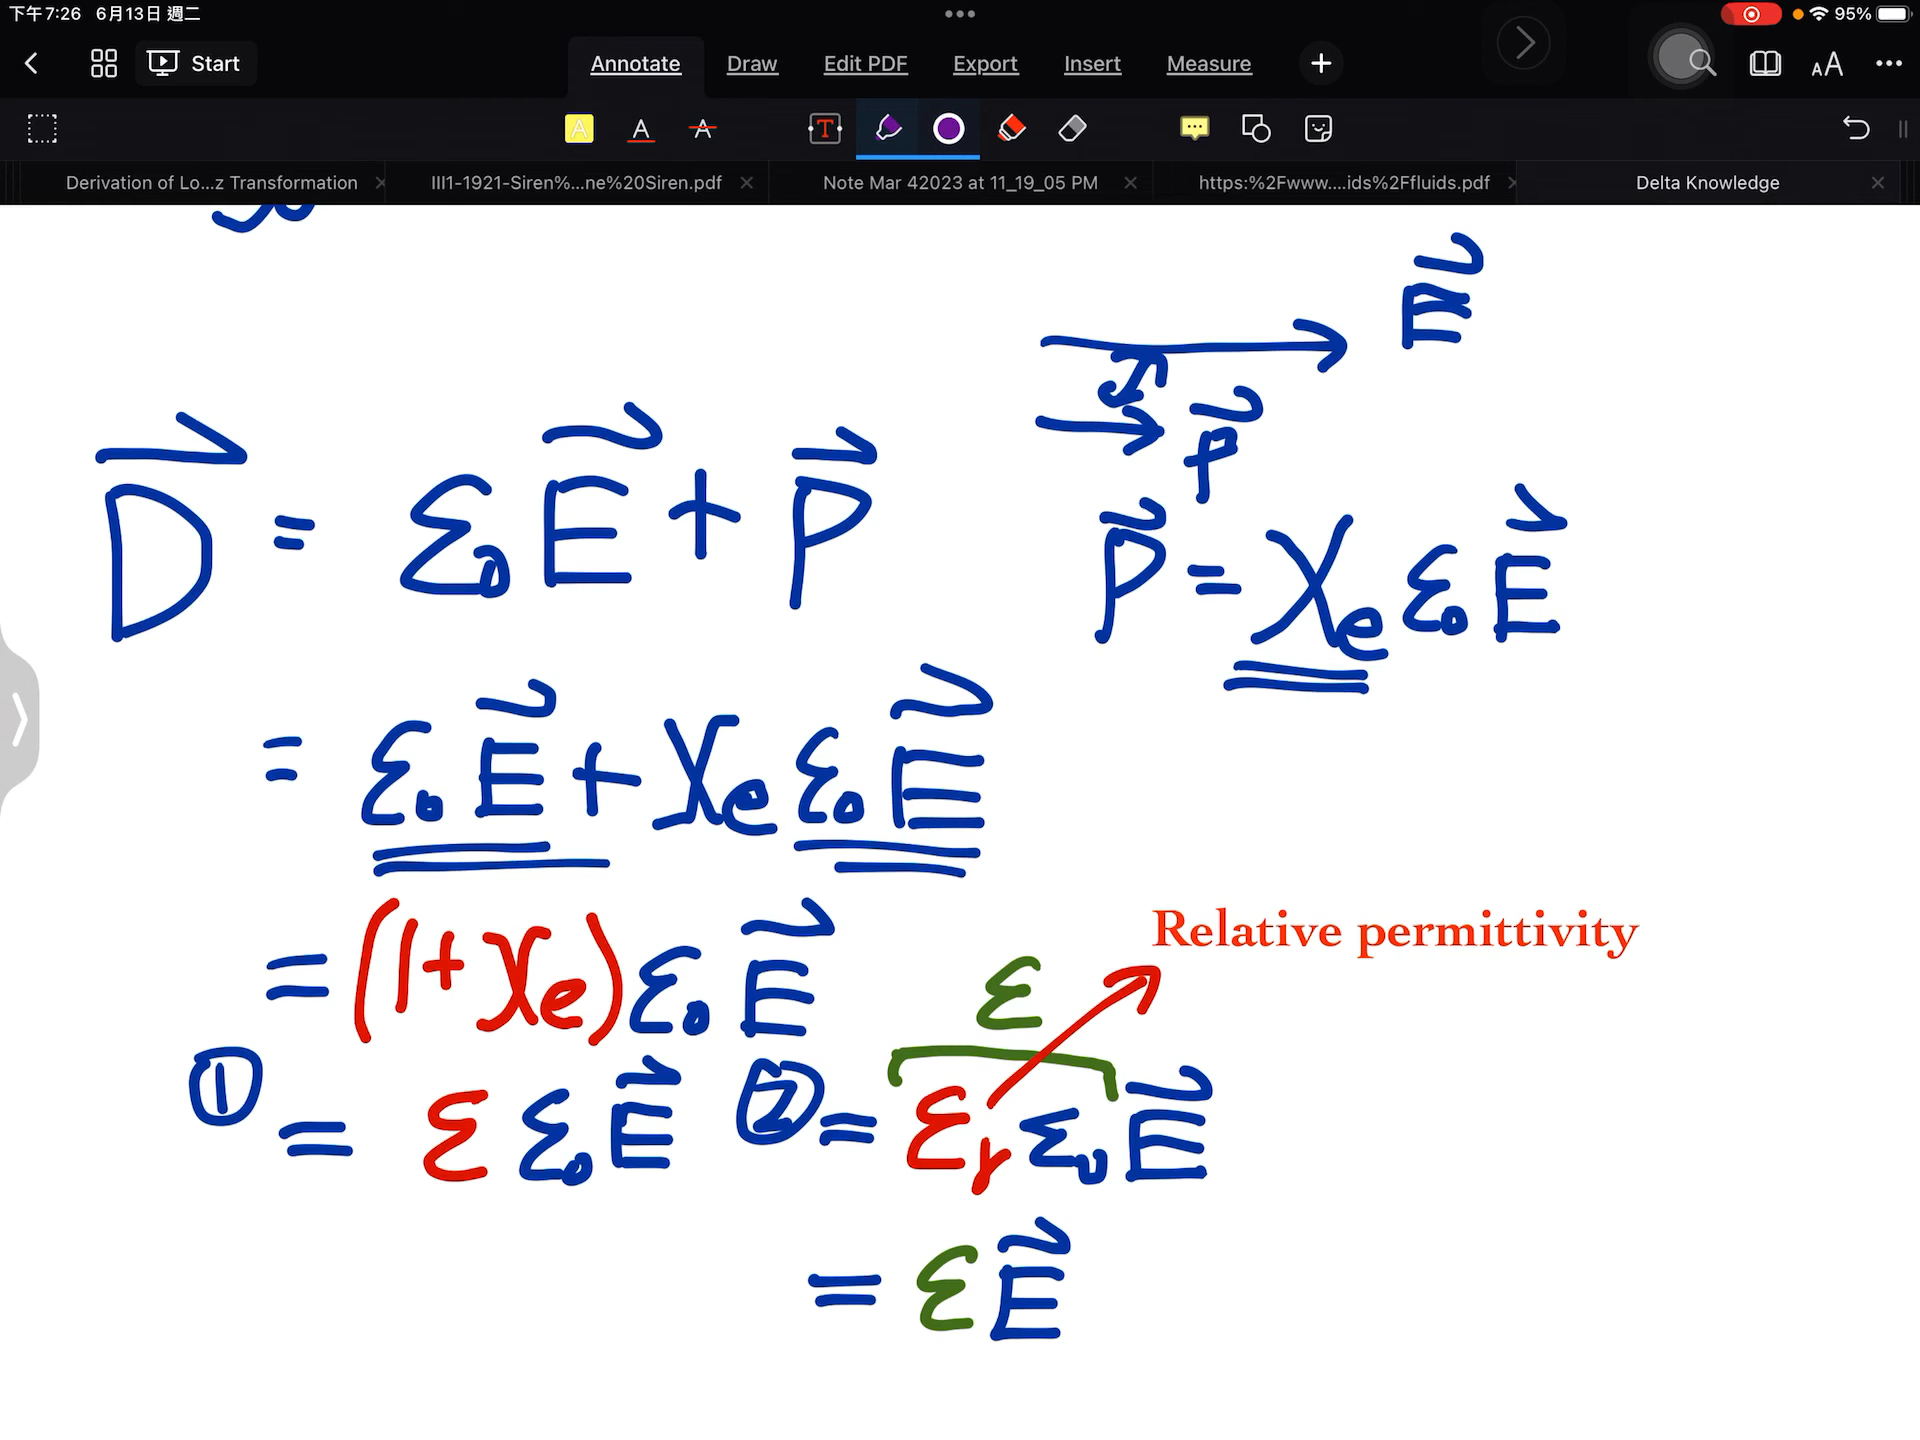 下午7:26 6月13日 週二
95%
Start
Annotate Draw Edit PDF Export Insert Measure
A A A T
AA
Derivation of Lo...z Transformation
III1-1921-Siren%...ne%20Siren.pdf
Note Mar 42023 at 11_19_05 PM
https:%2Fwww....ids%2Ffluids.pdf
Delta Knowledge
E⃗
P⃗
D⃗ = ε₀E⃗ + P⃗
P⃗ = χₑε₀E⃗
= ε₀E⃗ + χₑε₀E⃗
= (1+χₑ)ε₀E⃗
Relative permittivity
ε
① = εε₀E⃗ ② = εᵣε₀E⃗
= εE⃗